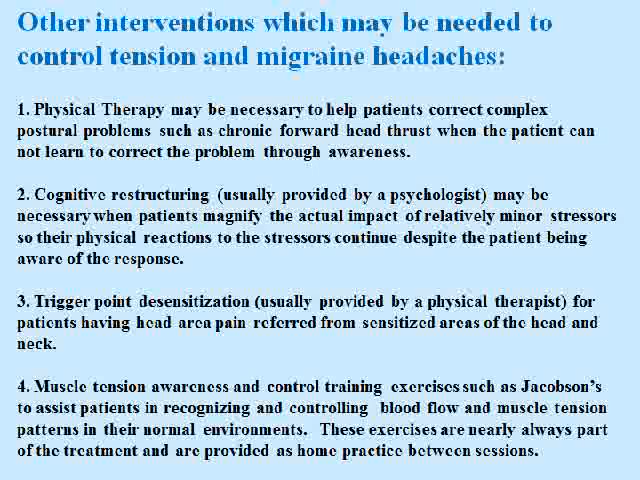 Other interventions which may be needed to
control tension and migraine headaches:
1. Physical Therapy may be necessary to help patients correct complex
postural problems such as chronic forward head thrust when the patient can
not learn to correct the problem through awareness.
2. Cognitive restructuring (usually provided by a psychologist) may be
necessary when patients magnify the actual impact of relatively minor stressors
so their physical reactions to the stressors continue despite the patient being
aware of the response.
3. Trigger point desensitization (usually provided by a physical therapist) for
patients having head area pain referred from sensitized areas of the head and
neck.
4. Muscle tension awareness and control training exercises such as Jacobson's
to assist patients in recognizing and controlling blood flow and muscle tension
patterns in their normal environments. These exercises are nearly always part
of the treatment and are provided as home practice between sessions.